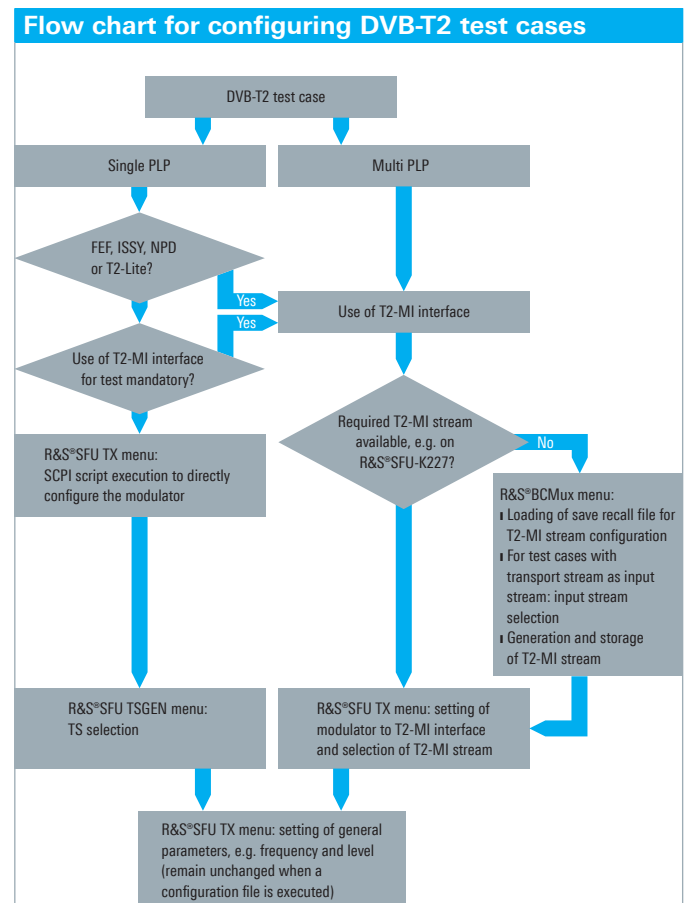 Flow chart for configuring DVB-T2 test cases
DVB-T2 test case
Single PLP
Multi PLP
FEF, ISSY, NPD
or T2-Lite?
Yes
Use of T2-MI interface
Yes
Use of T2-MI interface
for test mandatory?
Required T2-MI stream
available, e.g. on
R&S®SFU-K227?
No
R&S®SFU TX menu:
SCPI script execution to directly
configure the modulator
R&S®BCMux menu:
Loading of save recall file for
T2-MI stream configuration
For test cases with
transport stream as input
stream: input stream
selection
Generation and storage
of T2-MI stream
R&S®SFU TSGEN menu:
TS selection
R&S®SFU TX menu: setting of
modulator to T2-MI interface
and selection of T2-MI stream
R&S®SFU TX menu: setting of general
parameters, e.g. frequency and level
(remain unchanged when a
configuration file is executed)